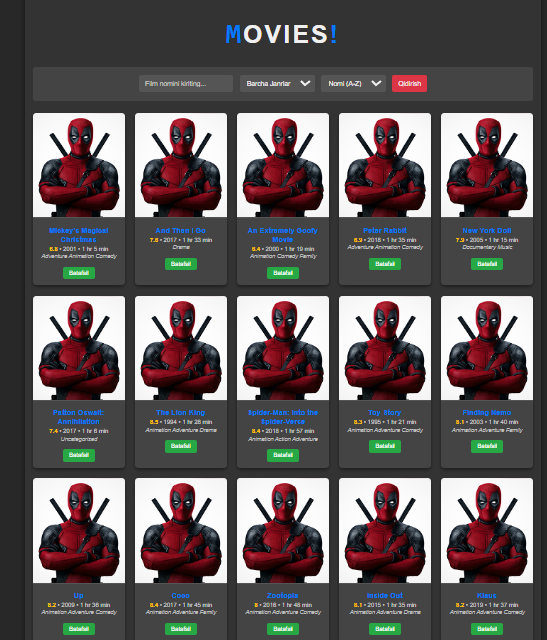 MOVIES!
Film nomini kiriting...
Barcha Janrlar
Nomi (A-Z)
Qidirish
Mickey's Magical
Christmas
6.8 • 2001 • 1 hr 5 min
Adventure Animation Comedy
Batafsil
And Then I Go
7.6 • 2017 • 1 hr 33 min
Drama
Batafsil
An Extremely Goofy
Movie
6.4 • 2000 • 1 hr 19 min
Animation Comedy Family
Batafsil
Peter Rabbit
6.9 • 2018 • 1 hr 35 min
Adventure Animation Comedy
Batafsil
New York Doll
7.9 • 2005 • 1 hr 15 min
Documentary Music
Batafsil
Patton Oswalt:
Annihilation
7.4 • 2017 • 1 hr 6 min
Uncategorized
Batafsil
The Lion King
8.5 • 1994 • 1 hr 28 min
Animation Adventure Drama
Batafsil
Spider-Man: Into the
Spider-Verse
8.4 • 2018 • 1 hr 57 min
Animation Action Adventure
Batafsil
Toy Story
8.3 • 1995 • 1 hr 21 min
Animation Adventure Comedy
Batafsil
Finding Nemo
8.1 • 2003 • 1 hr 40 min
Animation Adventure Family
Batafsil
Up
8.2 • 2009 • 1 hr 36 min
Animation Adventure Comedy
Batafsil
Coco
8.4 • 2017 • 1 hr 45 min
Animation Adventure Family
Batafsil
Zootopia
8 • 2016 • 1 hr 48 min
Animation Adventure Comedy
Batafsil
Inside Out
8.1 • 2015 • 1 hr 35 min
Animation Adventure Drama
Batafsil
Klaus
8.2 • 2019 • 1 hr 37 min
Animation Adventure Comedy
Batafsil